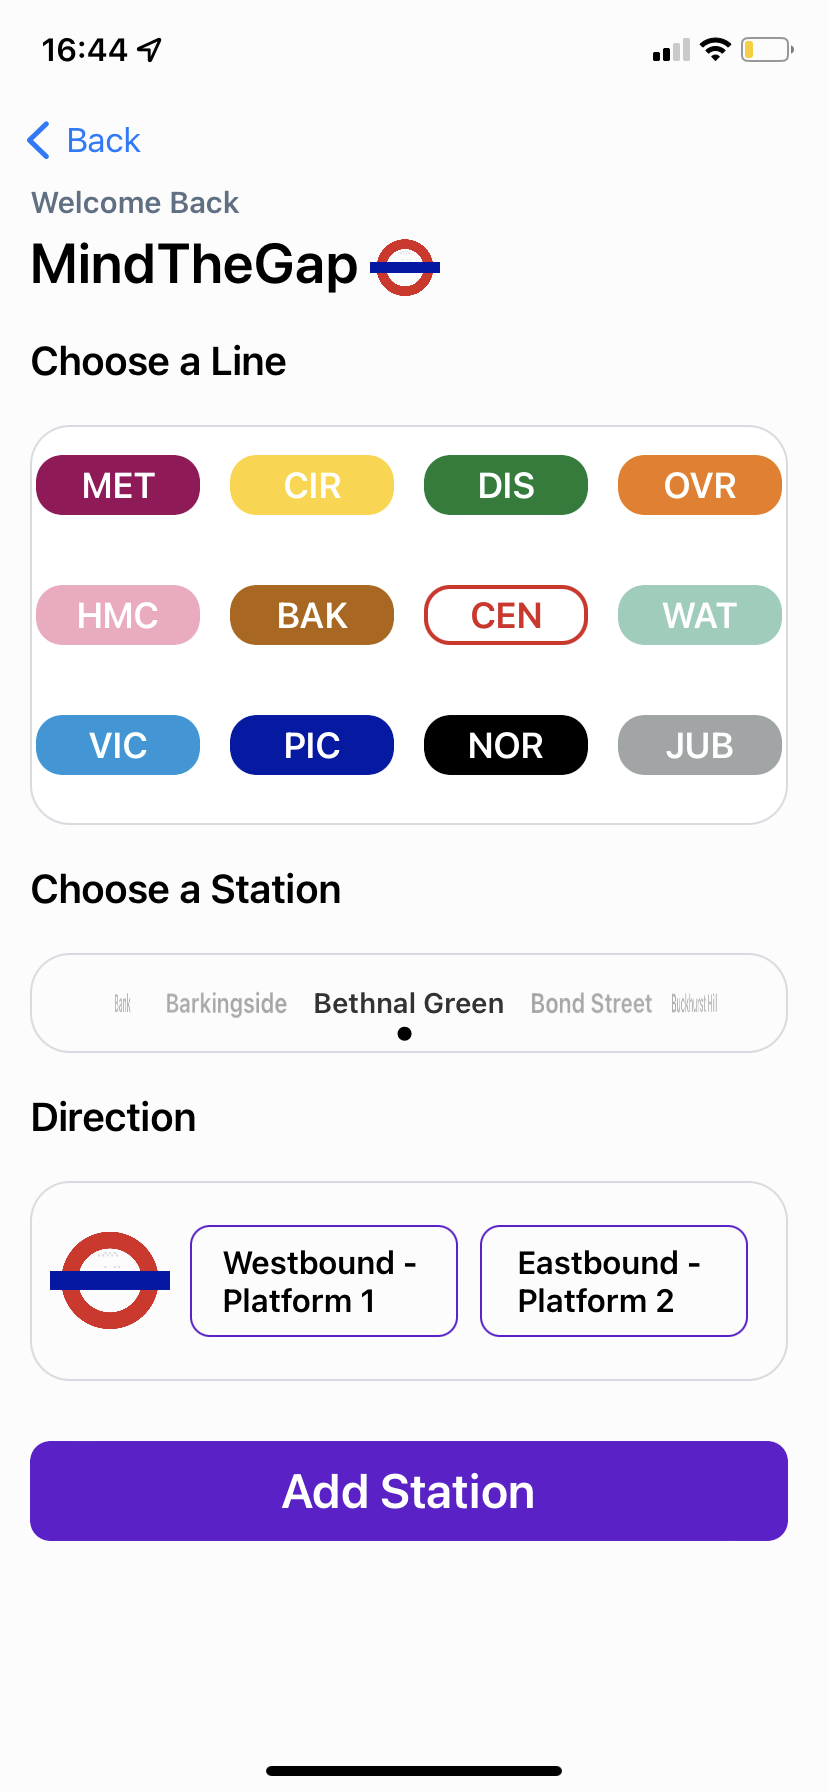 16:44
Back
Welcome Back
MindTheGap
Choose a Line
MET CIR DIS OVR
HMC BAK CEN WAT
VIC PIC NOR JUB
Choose a Station
Bank Barkingside Bethnal Green Bond Street Buckhurst Hill
Direction
Westbound -
Platform 1
Eastbound -
Platform 2
Add Station